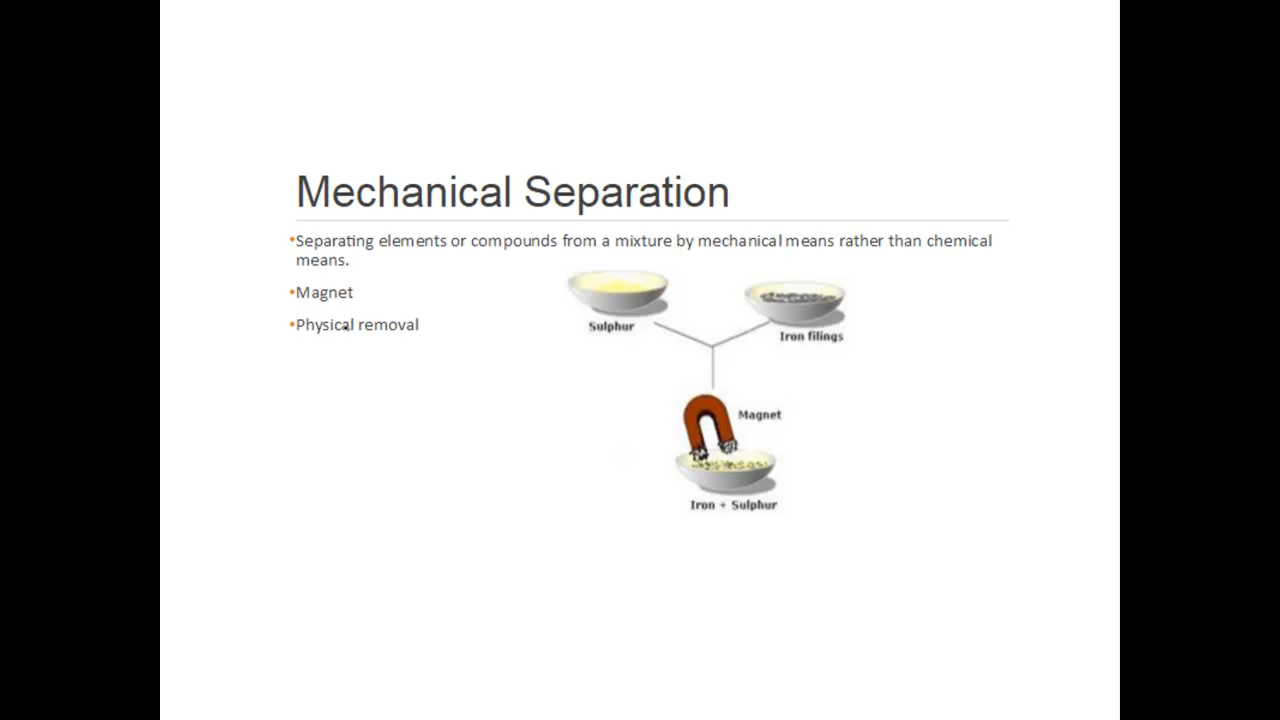 Mechanical Separation
•Separating elements or compounds from a mixture by mechanical means rather than chemical
means.
•Magnet
•Physical removal
Sulphur
Iron filings
Magnet
Iron + Sulphur